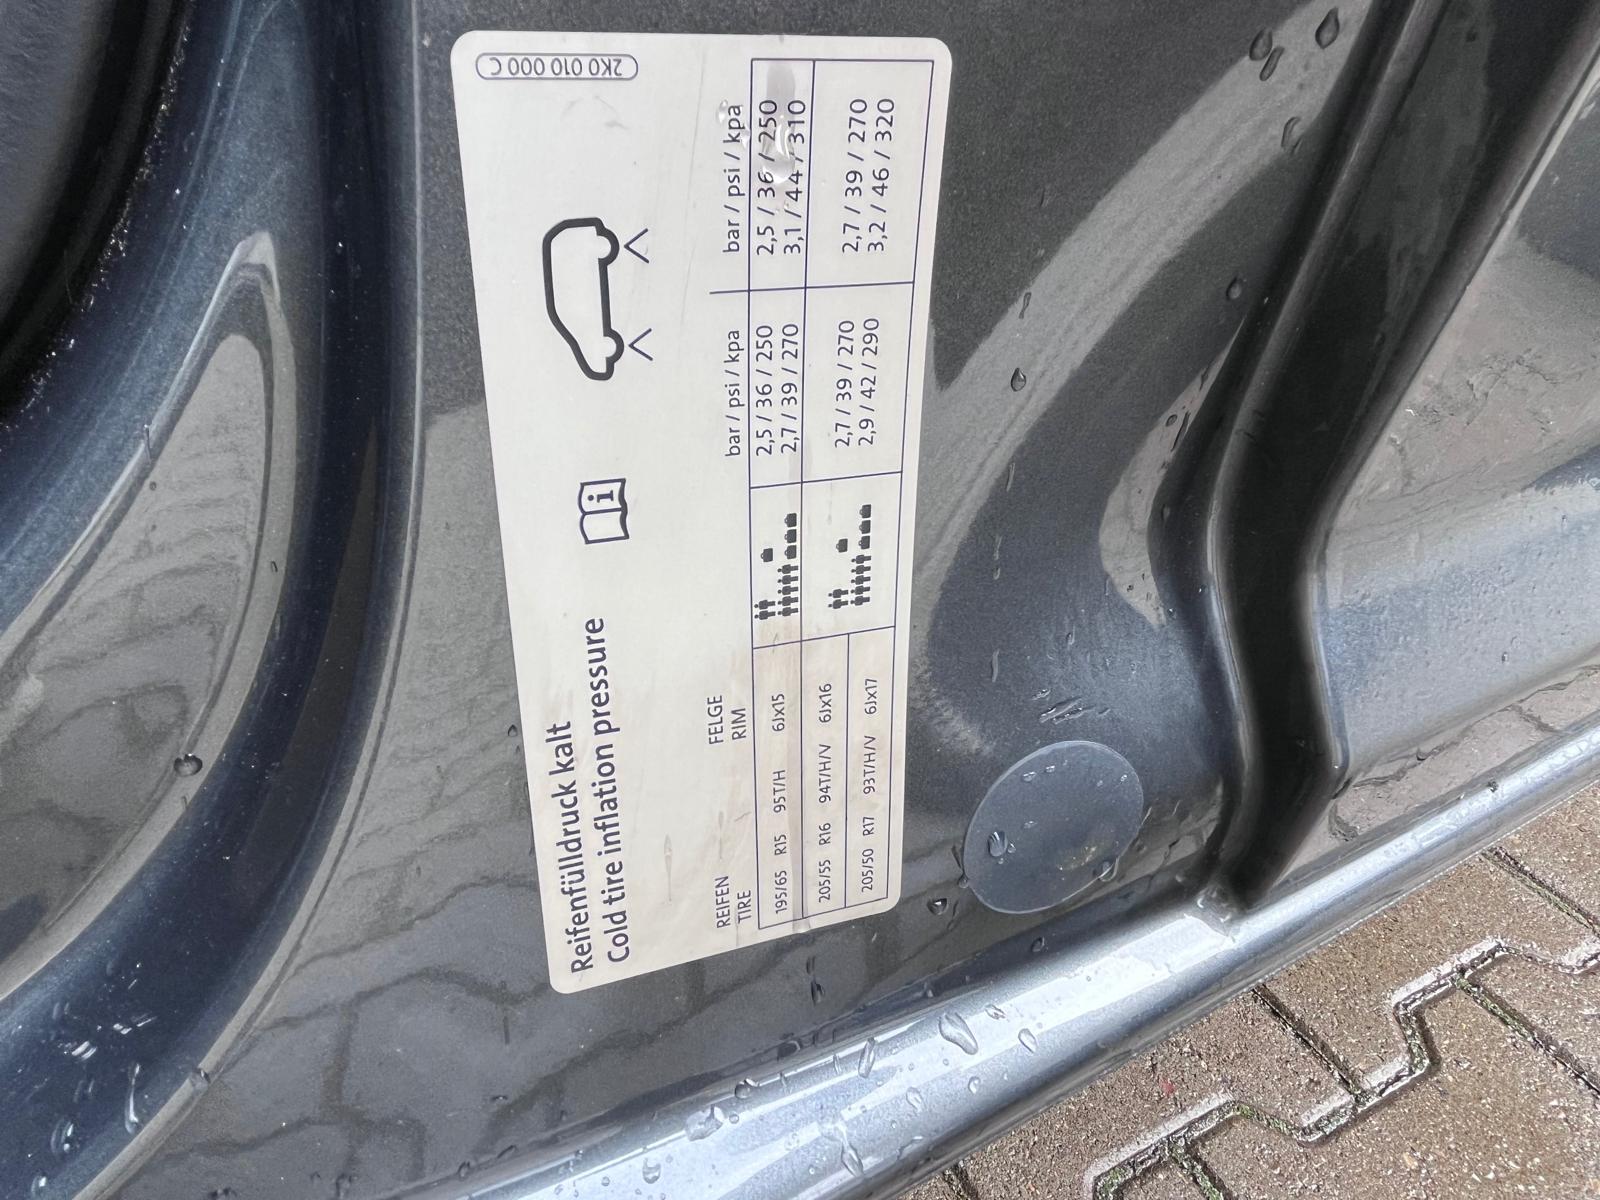 2K0 010 000 C
Reifenfülldruck kalt
Cold tire inflation pressure
REIFEN FELGE
TIRE RIM bar / psi / kpa bar / psi / kpa
195/65 R15 95T/H 6Jx15 2,5 / 36 / 250 2,5 / 36 / 250
2,7 / 39 / 270 3,1 / 44 / 310
205/55 R16 94T/H/V 6Jx16 2,7 / 39 / 270 2,7 / 39 / 270
205/50 R17 93T/H/V 6Jx17 2,9 / 42 / 290 3,2 / 46 / 320